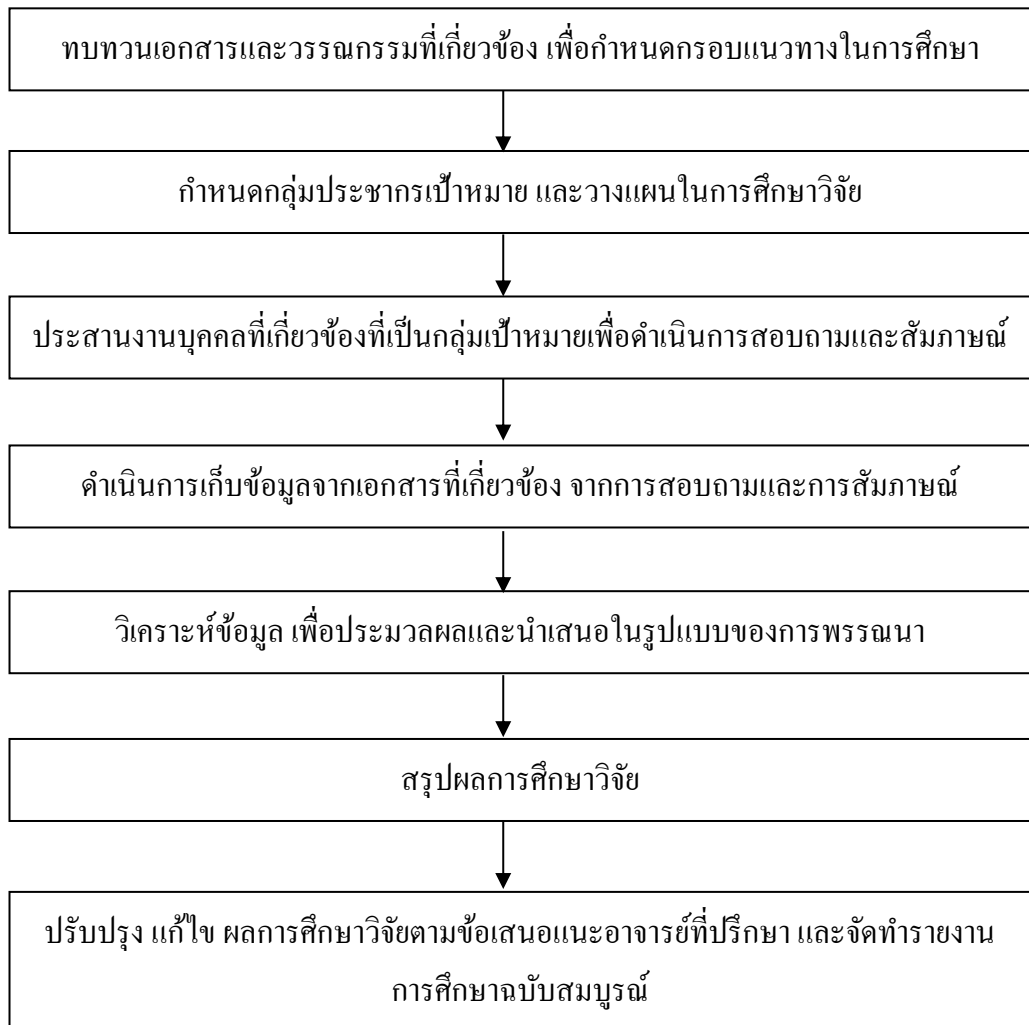 ทบทวนเอกสารและวรรณกรรมที่เกี่ยวข้อง เพื่อกำหนดกรอบแนวทางในการศึกษา
กำหนดกลุ่มประชากรเป้าหมาย และวางแผนในการศึกษาวิจัย
ประสานงานบุคคลที่เกี่ยวข้องที่เป็นกลุ่มเป้าหมายเพื่อดำเนินการสอบถามและสัมภาษณ์
ดำเนินการเก็บข้อมูลจากเอกสารที่เกี่ยวข้อง จากการสอบถามและการสัมภาษณ์
วิเคราะห์ข้อมูล เพื่อประมวลผลและนำเสนอในรูปแบบของการพรรณนา
สรุปผลการศึกษาวิจัย
ปรับปรุง แก้ไข ผลการศึกษาวิจัยตามข้อเสนอแนะอาจารย์ที่ปรึกษา และจัดทำรายงาน
การศึกษาฉบับสมบูรณ์